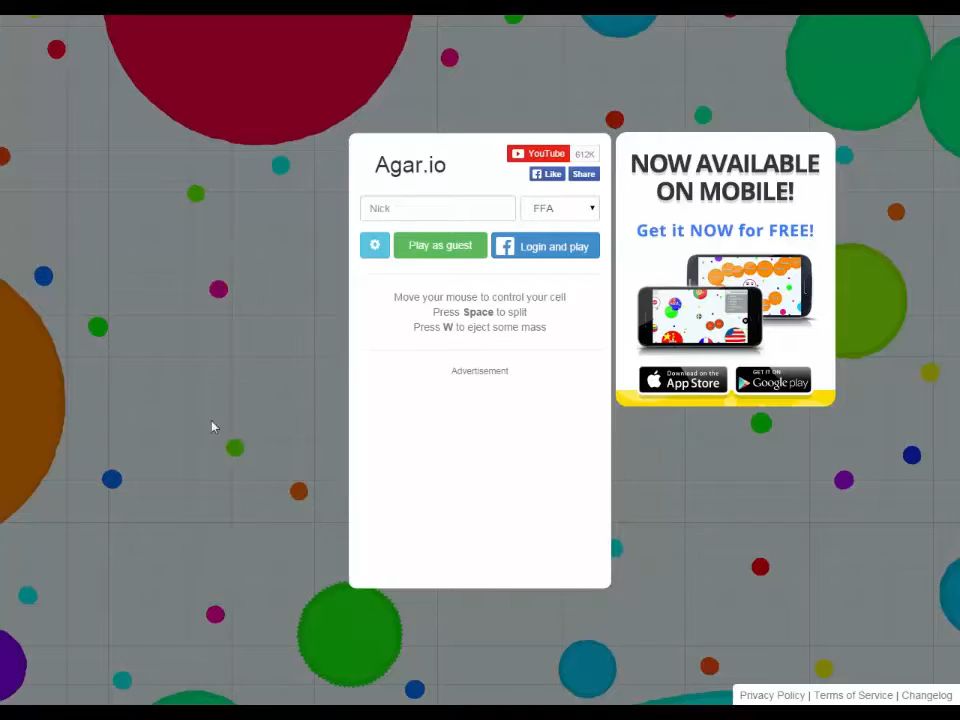 Agar.io
YouTube 612K
Like Share
Nick
FFA
Play as guest
Login and play
Move your mouse to control your cell
Press Space to split
Press W to eject some mass
Advertisement
NOW AVAILABLE
ON MOBILE!
Get it NOW for FREE!
Download on the
App Store
GET IT ON
Google play
Privacy Policy | Terms of Service | Changelog